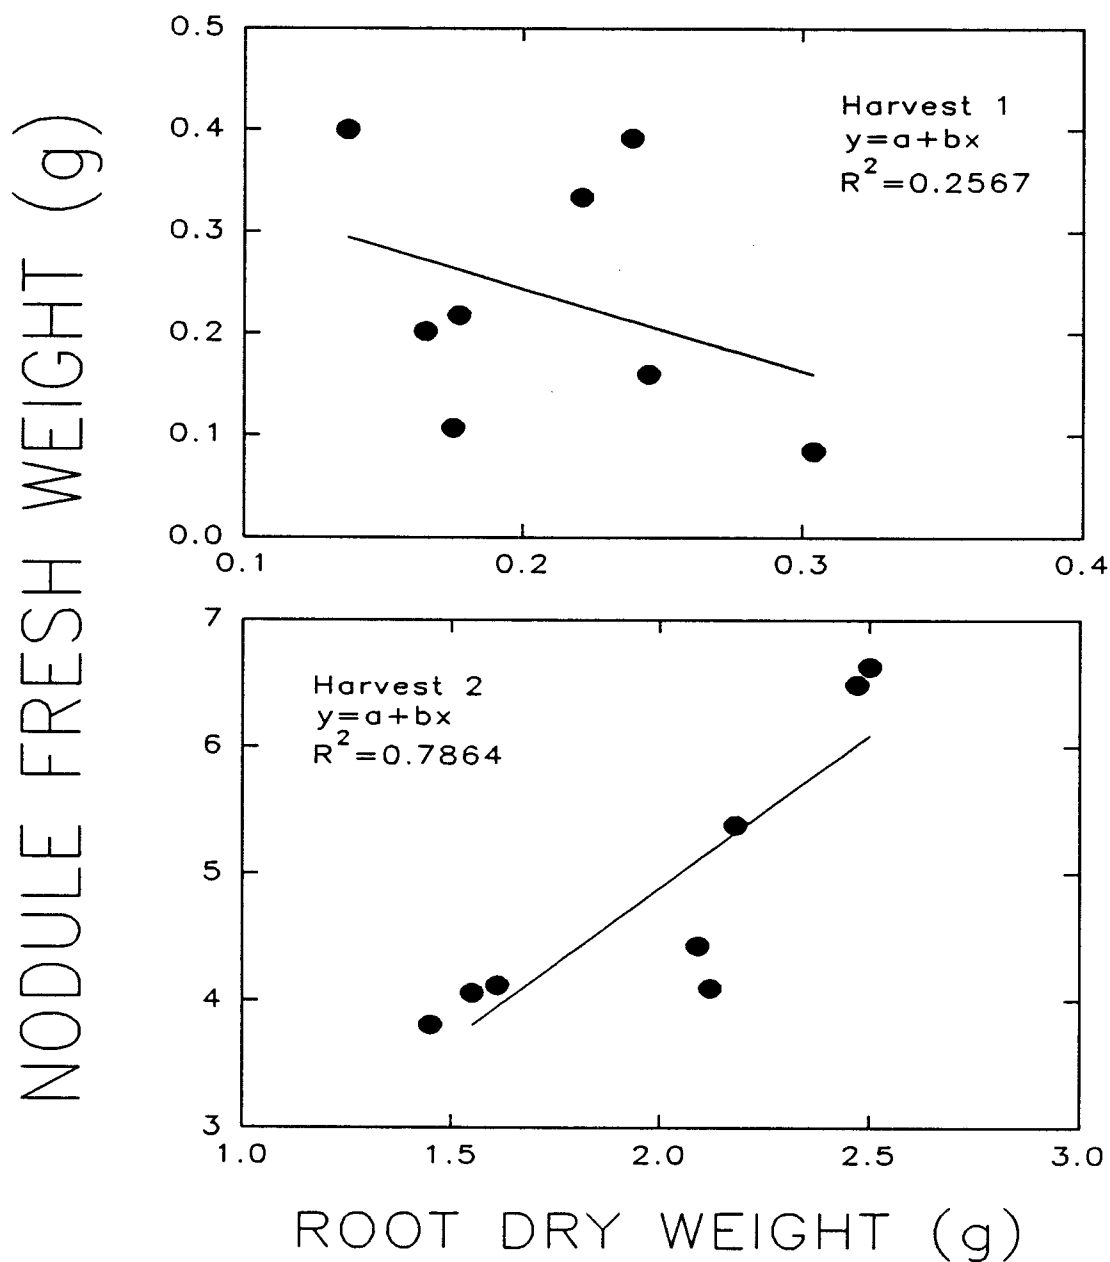 NODULE FRESH WEIGHT (g)
0.5
0.4
0.3
0.2
0.1
0.0
Harvest 1
y=a+bx
R²=0.2567
0.1 0.2 0.3 0.4
7
6
5
4
3
Harvest 2
y=a+bx
R²=0.7864
1.0 1.5 2.0 2.5 3.0
ROOT DRY WEIGHT (g)